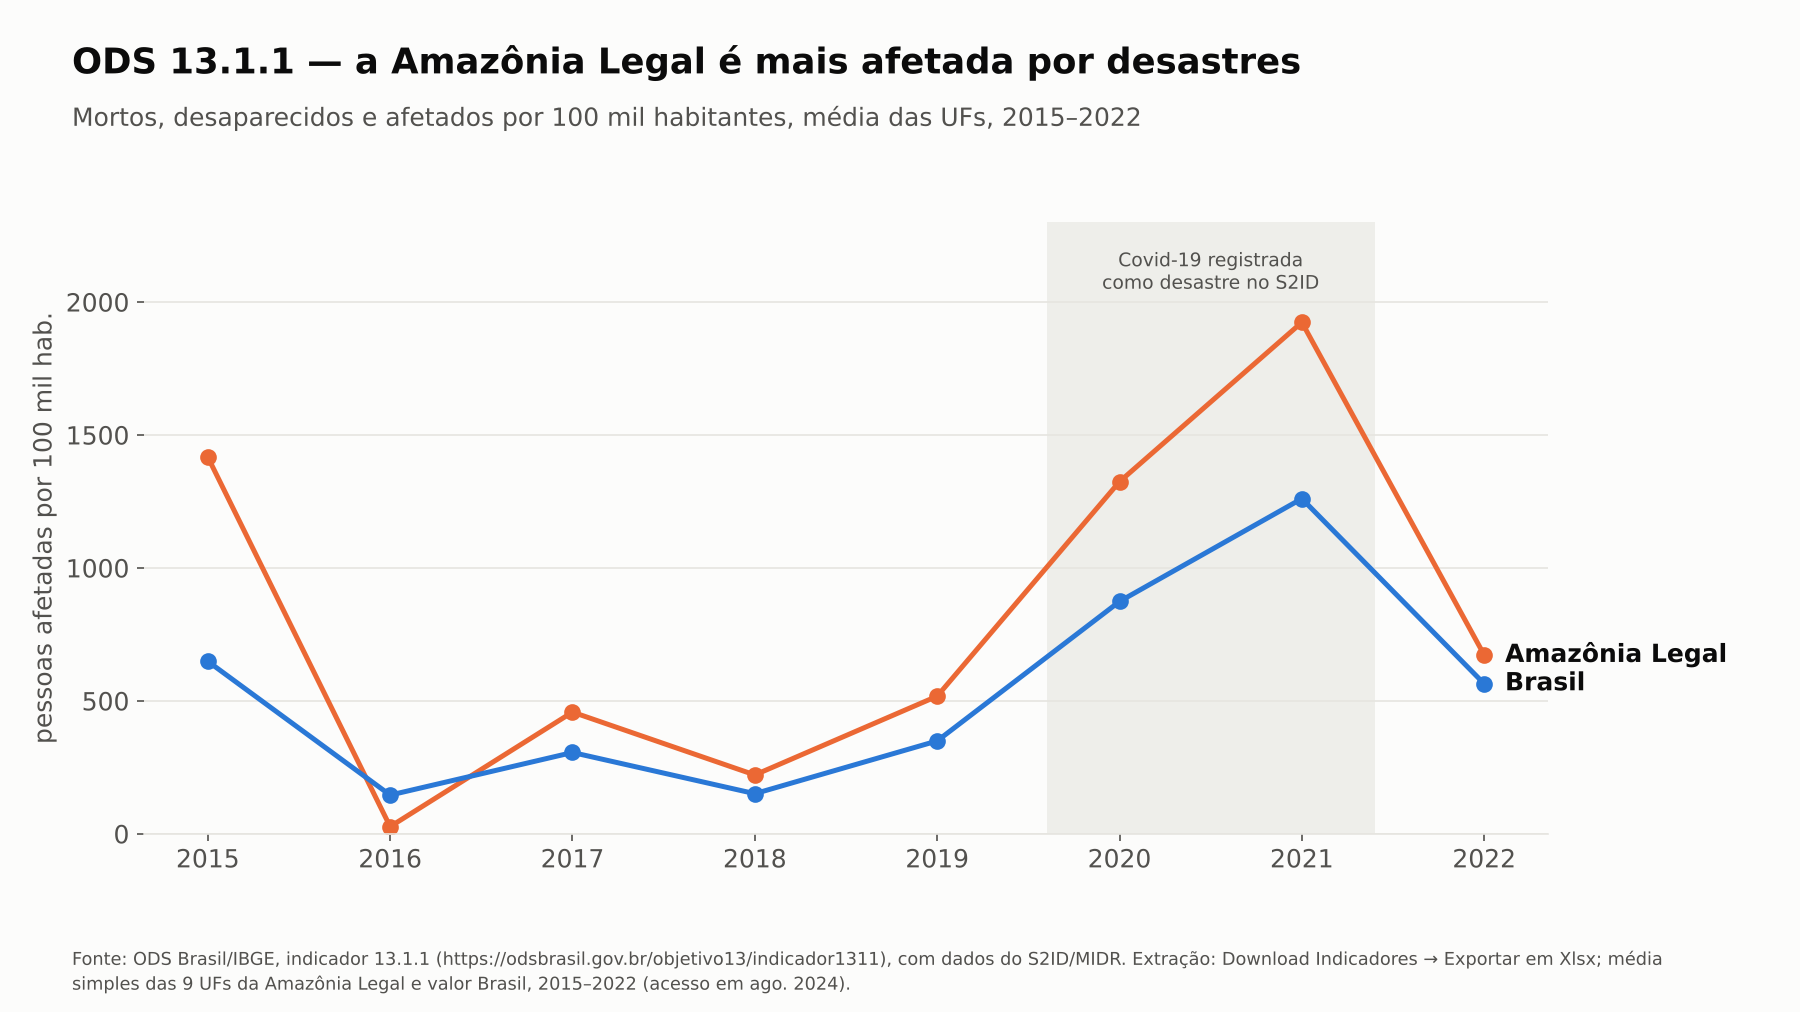 ODS 13.1.1 — a Amazônia Legal é mais afetada por desastres
Mortos, desaparecidos e afetados por 100 mil habitantes, média das UFs, 2015–2022
Covid-19 registrada
como desastre no S2ID
pessoas afetadas por 100 mil hab.
2000
1500
1000
500
0
Amazônia Legal
Brasil
2015 2016 2017 2018 2019 2020 2021 2022
Fonte: ODS Brasil/IBGE, indicador 13.1.1 (https://odsbrasil.gov.br/objetivo13/indicador1311), com dados do S2ID/MIDR. Extração: Download Indicadores → Exportar em Xlsx; média
simples das 9 UFs da Amazônia Legal e valor Brasil, 2015–2022 (acesso em ago. 2024).